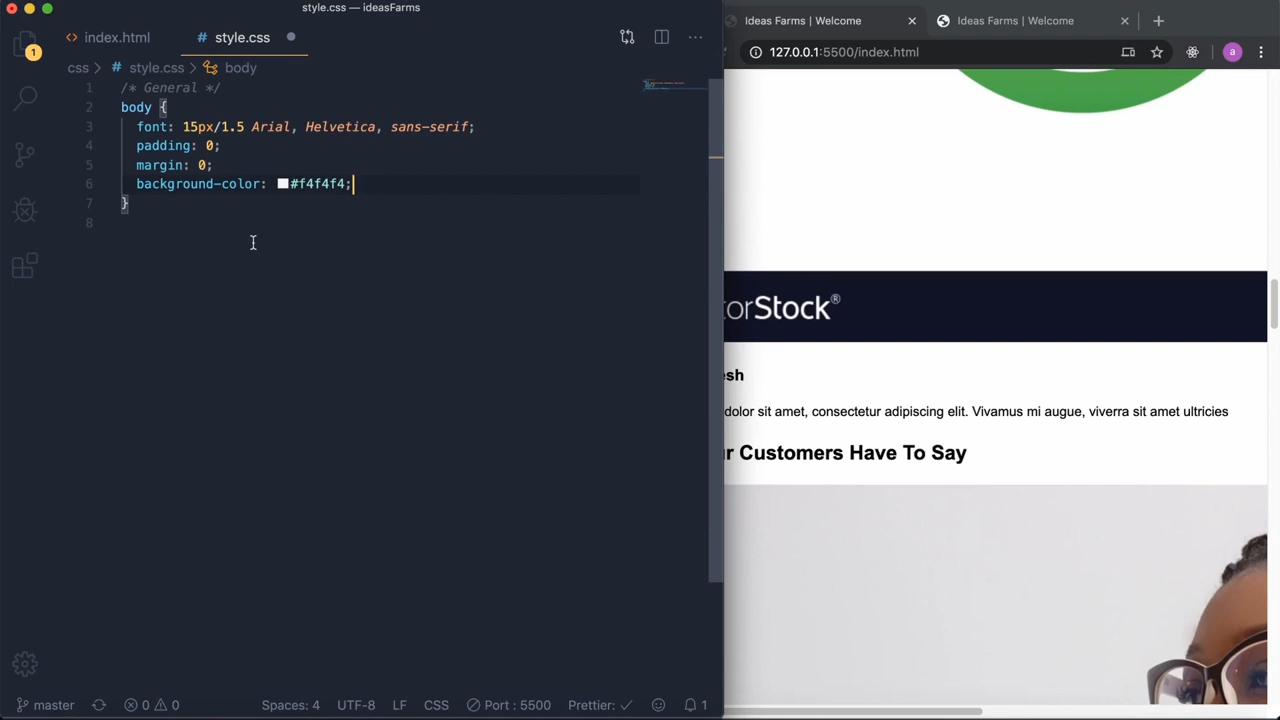 style.css — ideasFarms
index.html
style.css
css
style.css
body
1 /* General */
2 body {
3 font: 15px/1.5 Arial, Helvetica, sans-serif;
4 padding: 0;
5 margin: 0;
6 background-color: #f4f4f4;
7 }
8
1
master
0 0
Spaces: 4
UTF-8
LF
CSS
Port : 5500
Prettier:
1
Ideas Farms | Welcome
Ideas Farms | Welcome
127.0.0.1:5500/index.html
a
torStock®
esh
dolor sit amet, consectetur adipiscing elit. Vivamus mi augue, viverra sit amet ultricies
ur Customers Have To Say